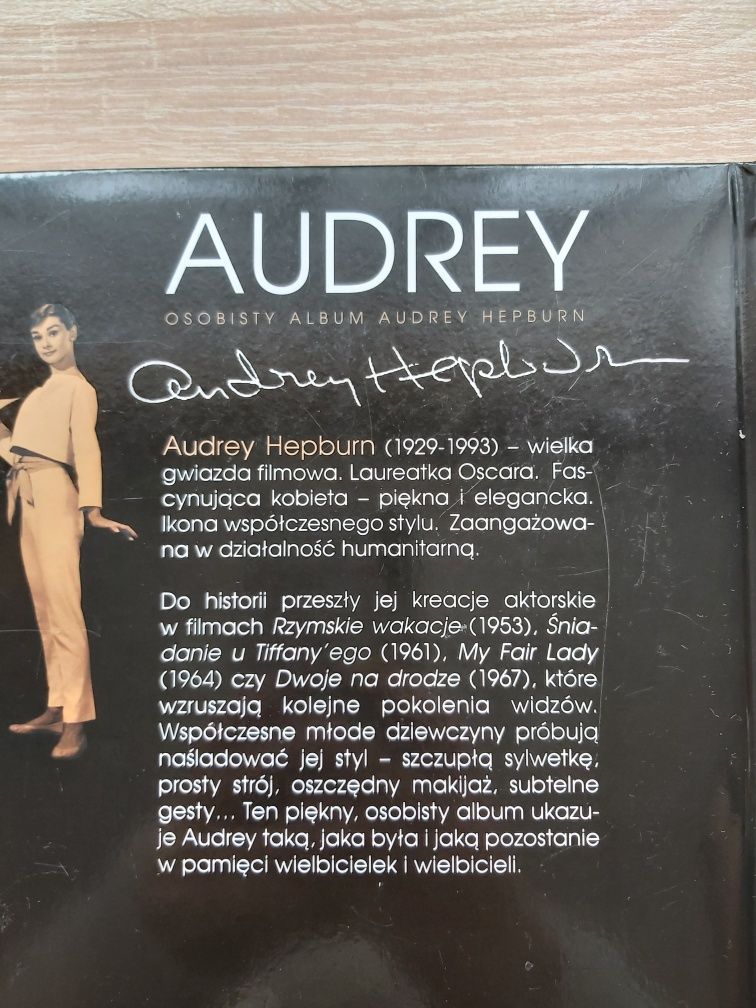 AUDREY
OSOBISTY ALBUM AUDREY HEPBURN
Audrey Hepburn
Audrey Hepburn (1929-1993) – wielka
gwiazda filmowa. Laureatka Oscara. Fas-
cynująca kobieta – piękna i elegancka.
Ikona współczesnego stylu. Zaangażowa-
na w działalność humanitarną.
Do historii przeszły jej kreacje aktorskie
w filmach Rzymskie wakacje (1953), Śnia-
danie u Tiffany'ego (1961), My Fair Lady
(1964) czy Dwoje na drodze (1967), które
wzruszają kolejne pokolenia widzów.
Współczesne młode dziewczyny próbują
naśladować jej styl – szczupłą sylwetkę,
prosty strój, oszczędny makijaż, subtelne
gesty... Ten piękny, osobisty album ukazu-
je Audrey taką, jaka była i jaką pozostanie
w pamięci wielbicielek i wielbicieli.